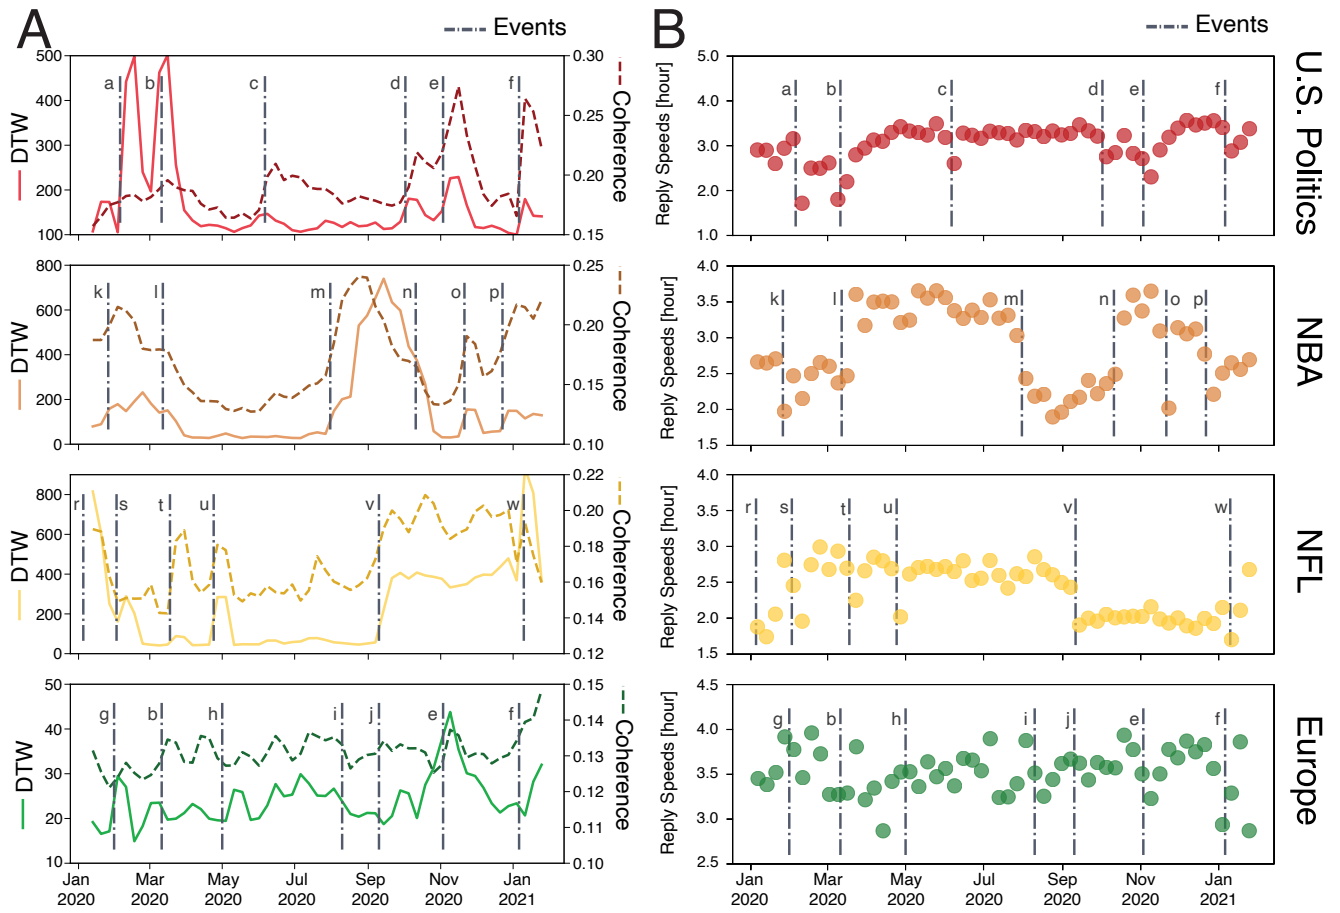 A
Events
B
Events
500
400
300
200
100
DTW
a
b
c
d
e
f
0.30
0.25
0.20
0.15
Coherence
5.0
4.0
3.0
2.0
1.0
Reply Speeds [hour]
a
b
c
d
e
f
U.S. Politics
800
600
400
200
0
DTW
k
l
m
n
o
p
0.25
0.20
0.15
0.10
Coherence
4.0
3.5
3.0
2.5
2.0
1.5
Reply Speeds [hour]
k
l
m
n
o
p
NBA
800
600
400
200
0
DTW
r
s
t
u
v
w
0.22
0.20
0.18
0.16
0.14
0.12
Coherence
4.0
3.5
3.0
2.5
2.0
1.5
Reply Speeds [hour]
r
s
t
u
v
w
NFL
50
40
30
20
10
DTW
g
b
h
i
j
e
f
0.15
0.14
0.13
0.12
0.11
0.10
Coherence
4.5
4.0
3.5
3.0
2.5
Reply Speeds [hour]
g
b
h
i
j
e
f
Europe
Jan Mar May Jul Sep Nov Jan
2020 2020 2020 2020 2020 2020 2021
Jan Mar May Jul Sep Nov Jan
2020 2020 2020 2020 2020 2020 2021